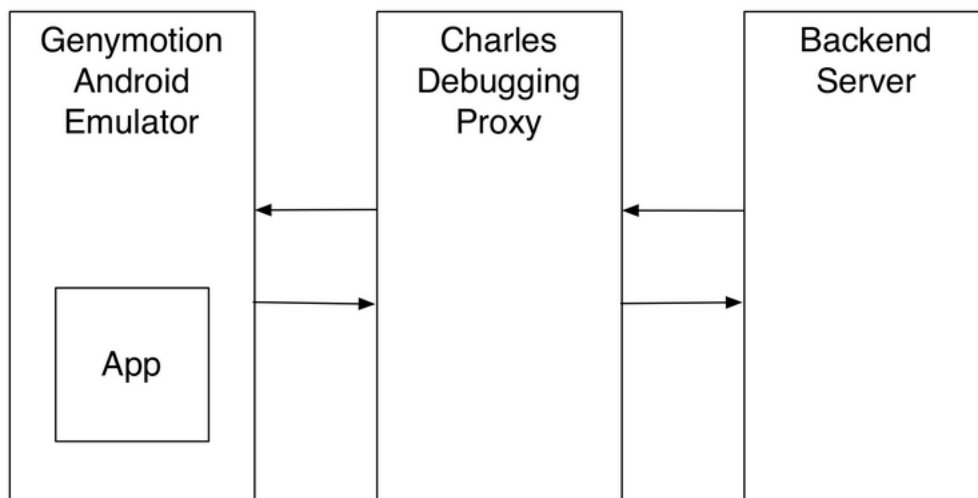 Genymotion
Android
Emulator
Charles
Debugging
Proxy
Backend
Server
App